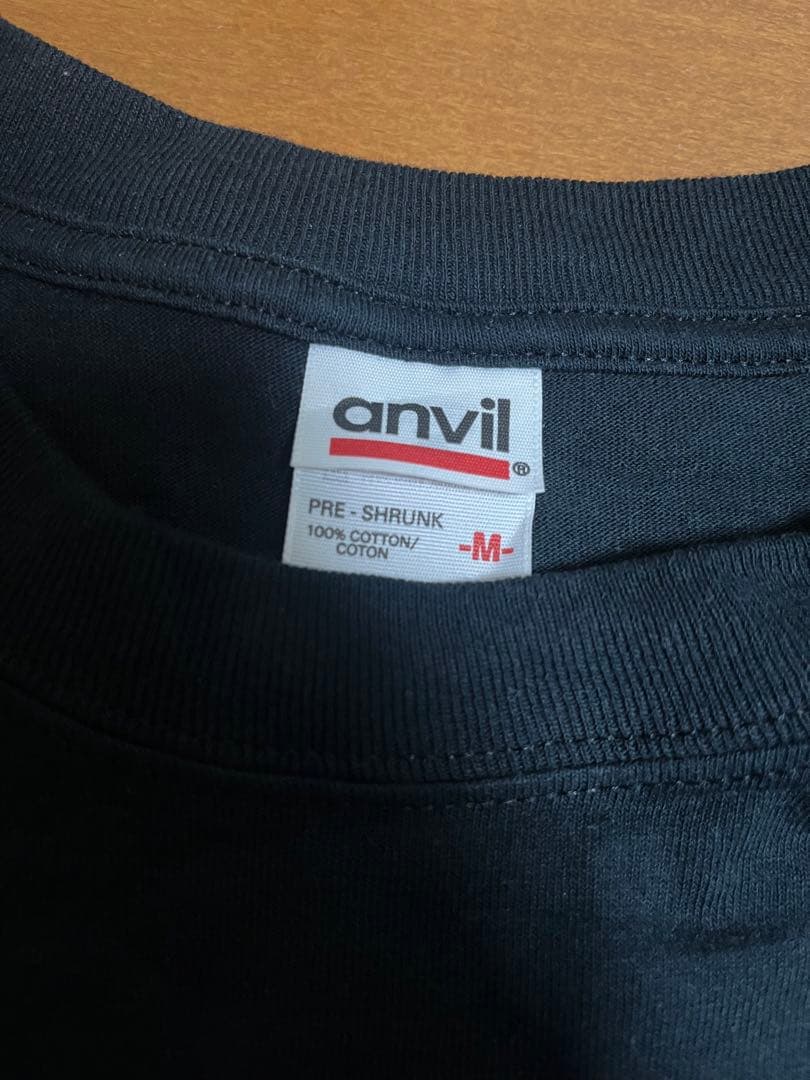 anvil®
PRE - SHRUNK
100% COTTON/
COTON
-M-